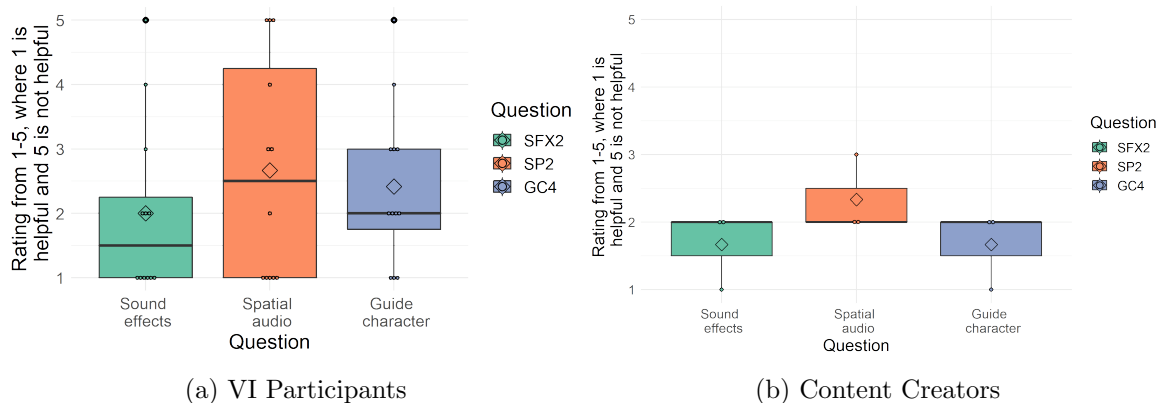 Rating from 1-5, where 1 is
helpful and 5 is not helpful
5
4
3
2
1
Sound
effects
Spatial
audio
Guide
character
Question
Question
SFX2
SP2
GC4
(a) VI Participants
Rating from 1-5, where 1 is
helpful and 5 is not helpful
5
4
3
2
1
Sound
effects
Spatial
audio
Guide
character
Question
Question
SFX2
SP2
GC4
(b) Content Creators